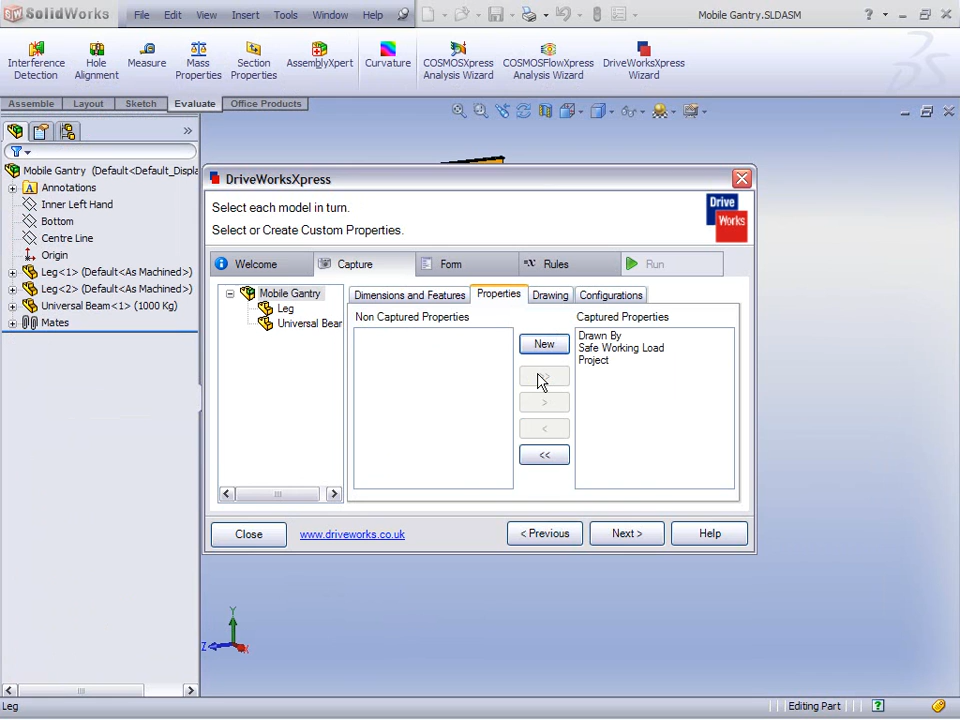 SolidWorks
File Edit View Insert Tools Window Help
Mobile Gantry.SLDASM
Interference Detection
Hole Alignment
Measure
Mass Properties
Section Properties
AssemblyXpert
Curvature
COSMOSXpress Analysis Wizard
COSMOSFlowXpress Analysis Wizard
DriveWorksXpress Wizard
Assemble Layout Sketch Evaluate Office Products
Mobile Gantry (Default<Default_Displa
Annotations
Inner Left Hand
Bottom
Centre Line
Origin
Leg<1> (Default<As Machined>)
Leg<2> (Default<As Machined>)
Universal Beam<1> (1000 Kg)
Mates
DriveWorksXpress
Select each model in turn.
Select or Create Custom Properties.
Drive
Works
Welcome Capture Form Rules Run
Mobile Gantry
Leg
Universal Bear
Dimensions and Features Properties Drawing Configurations
Non Captured Properties
Captured Properties
New
>
<
<<
Drawn By
Safe Working Load
Project
Close
www.driveworks.co.uk
< Previous
Next >
Help
Y
Z
X
Leg
Editing Part